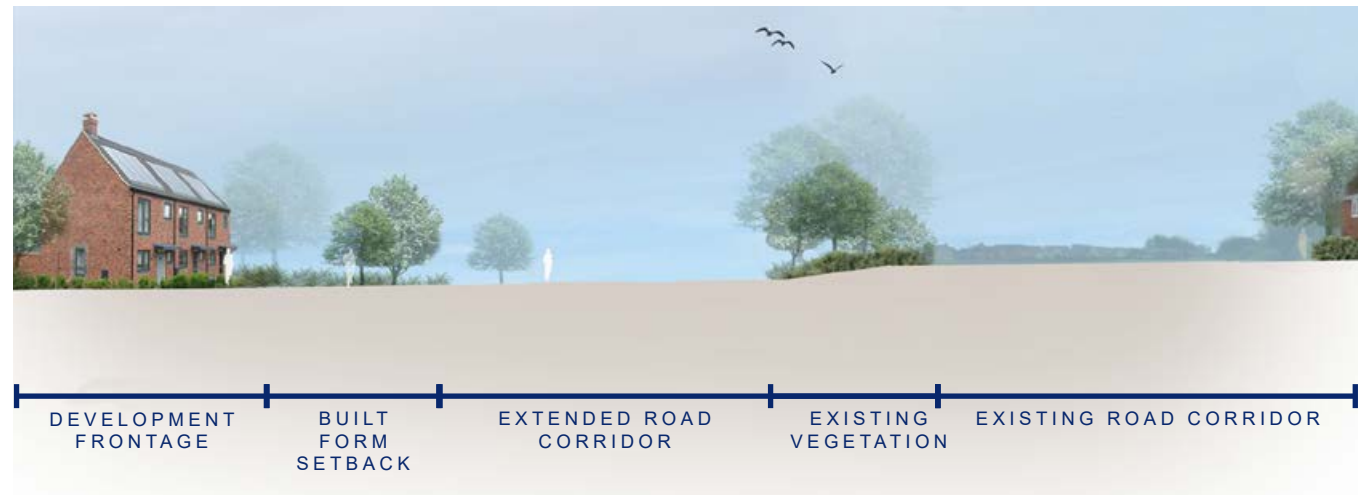 DEVELOPMENT
FRONTAGE
BUILT
FORM
SETBACK
EXTENDED ROAD
CORRIDOR
EXISTING
VEGETATION
EXISTING ROAD CORRIDOR